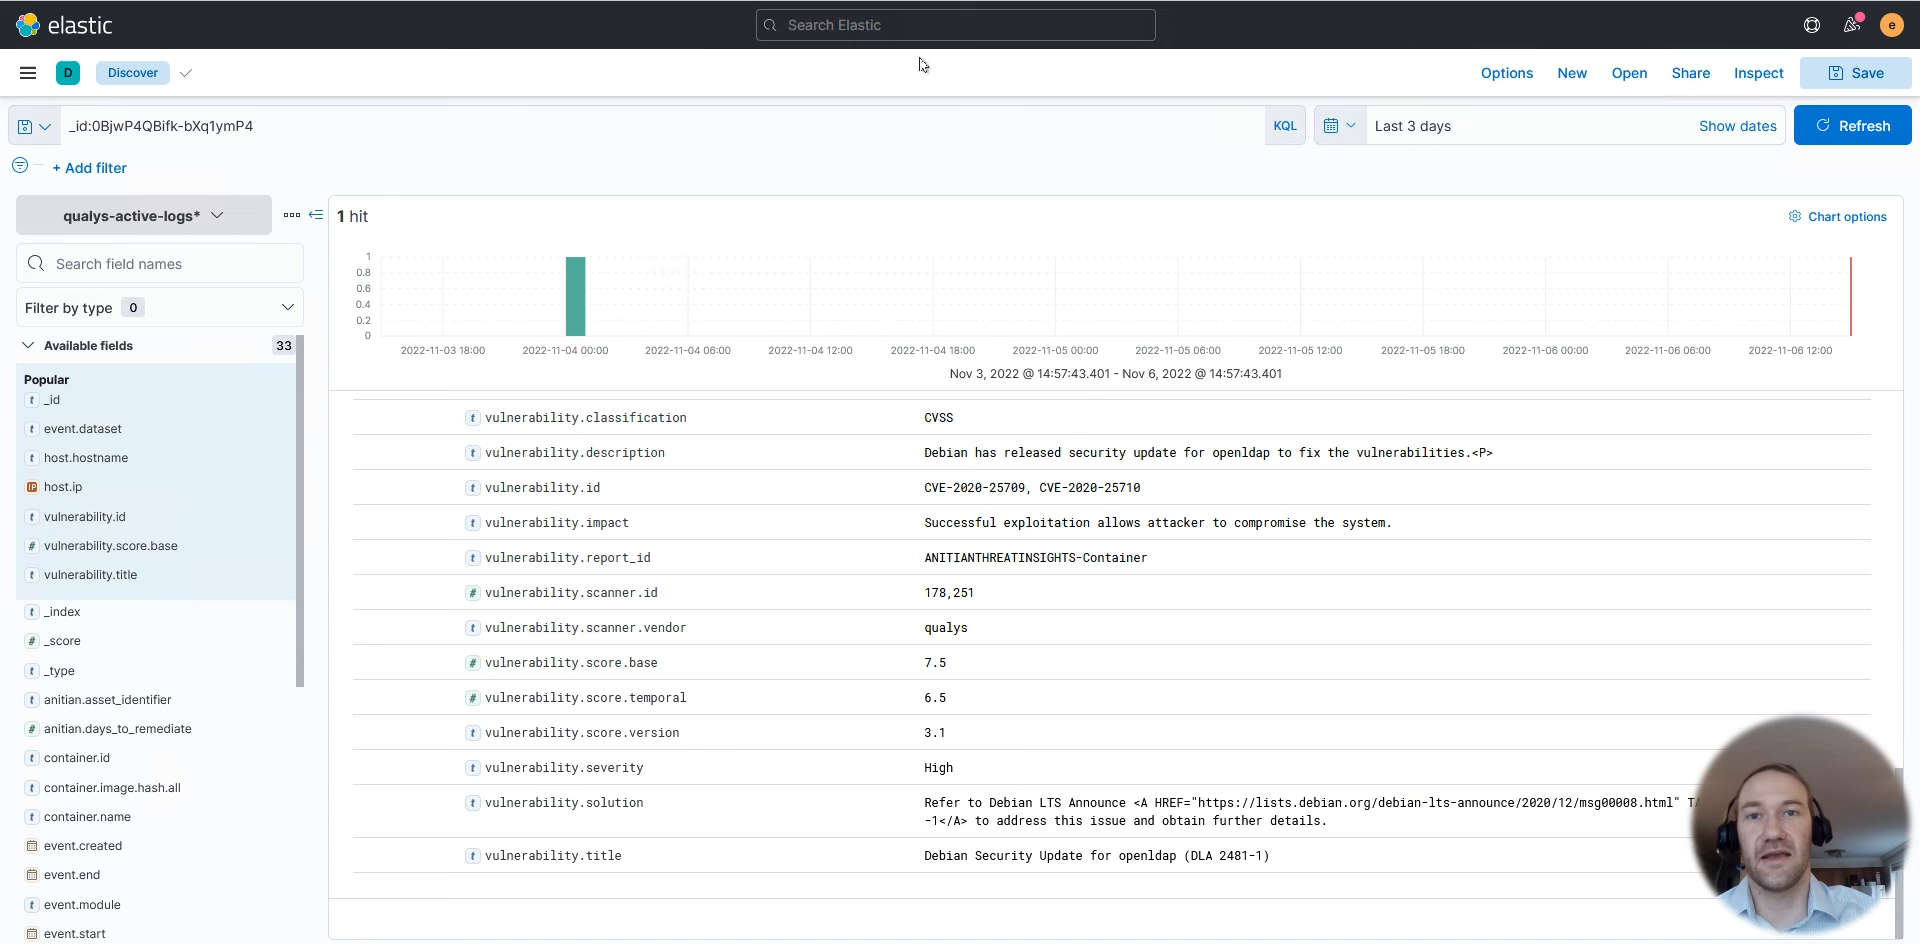 elastic
Search Elastic
e
D
Discover
Options
New
Open
Share
Inspect
Save
_id:0BjwP4QBifk-bXq1ymP4
KQL
Last 3 days
Show dates
Refresh
+ Add filter
qualys-active-logs*
1 hit
Chart options
Search field names
Filter by type 0
Available fields 33
Popular
t _id
t event.dataset
t host.hostname
IP host.ip
t vulnerability.id
# vulnerability.score.base
t vulnerability.title
t _index
# _score
t _type
t anitian.asset_identifier
# anitian.days_to_remediate
t container.id
t container.image.hash.all
t container.name
event.created
event.end
t event.module
event.start
1
0.8
0.6
0.4
0.2
0
2022-11-03 18:00 2022-11-04 00:00 2022-11-04 06:00 2022-11-04 12:00 2022-11-04 18:00 2022-11-05 00:00 2022-11-05 06:00 2022-11-05 12:00 2022-11-05 18:00 2022-11-06 00:00 2022-11-06 06:00 2022-11-06 12:00
Nov 3, 2022 @ 14:57:43.401 - Nov 6, 2022 @ 14:57:43.401
t vulnerability.classification CVSS
t vulnerability.description Debian has released security update for openldap to fix the vulnerabilities.<P>
t vulnerability.id CVE-2020-25709, CVE-2020-25710
t vulnerability.impact Successful exploitation allows attacker to compromise the system.
t vulnerability.report_id ANITIANTHREATINSIGHTS-Container
# vulnerability.scanner.id 178,251
t vulnerability.scanner.vendor qualys
# vulnerability.score.base 7.5
# vulnerability.score.temporal 6.5
t vulnerability.score.version 3.1
t vulnerability.severity High
t vulnerability.solution Refer to Debian LTS Announce <A HREF="https://lists.debian.org/debian-lts-announce/2020/12/msg00008.html"
-1</A> to address this issue and obtain further details.
t vulnerability.title Debian Security Update for openldap (DLA 2481-1)